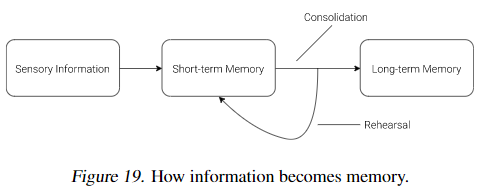 Consolidation
Sensory Information
Short-term Memory
Long-term Memory
Rehearsal
Figure 19. How information becomes memory.